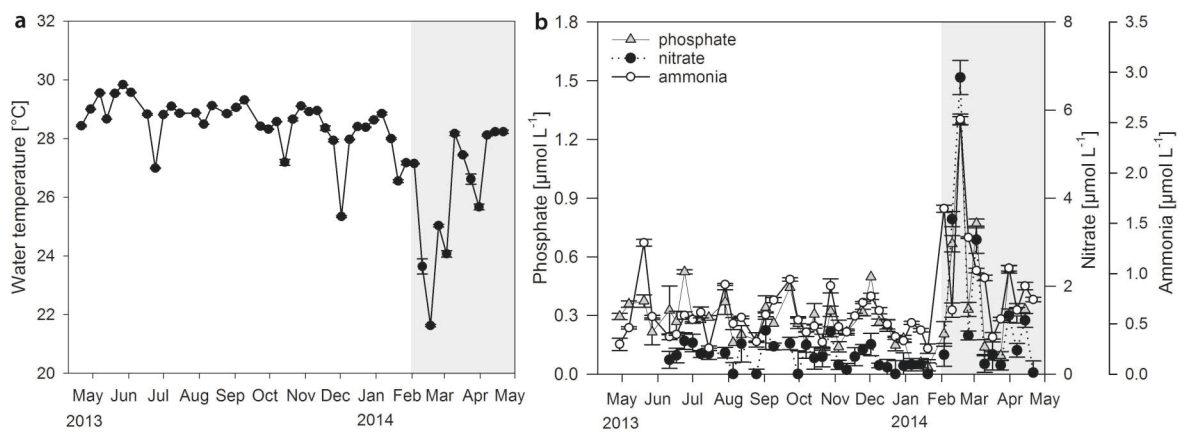 a
Water temperature [°C]
32
30
28
26
24
22
20
May Jun Jul Aug Sep Oct Nov Dec Jan Feb Mar Apr May
2013 2014
b
phosphate
nitrate
ammonia
Phosphate [µmol L⁻¹]
1.8
1.5
1.2
0.9
0.6
0.3
0.0
May Jun Jul Aug Sep Oct Nov Dec Jan Feb Mar Apr May
2013 2014
Nitrate [µmol L⁻¹]
8
6
4
2
0
Ammonia [µmol L⁻¹]
3.5
3.0
2.5
2.0
1.5
1.0
0.5
0.0